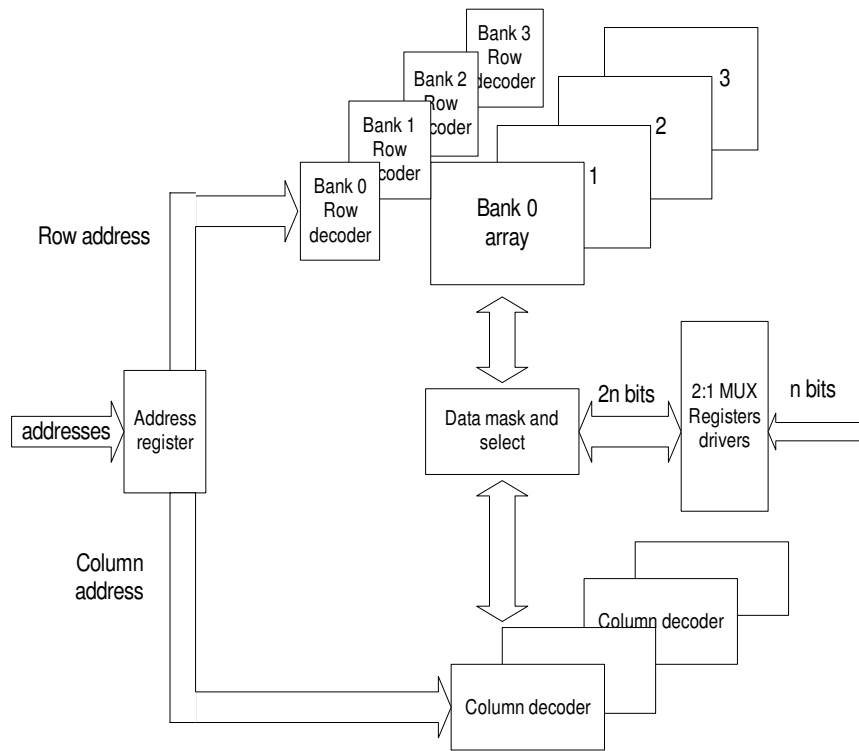 Bank 3
Row
decoder
3
Bank 2
Row
coder
2
Bank 1
Row
coder
1
Bank 0
Row
decoder
Bank 0
array
Row address
addresses
Address
register
Data mask and
select
2n bits
2:1 MUX
Registers
drivers
n bits
Column
address
Column decoder
Column decoder